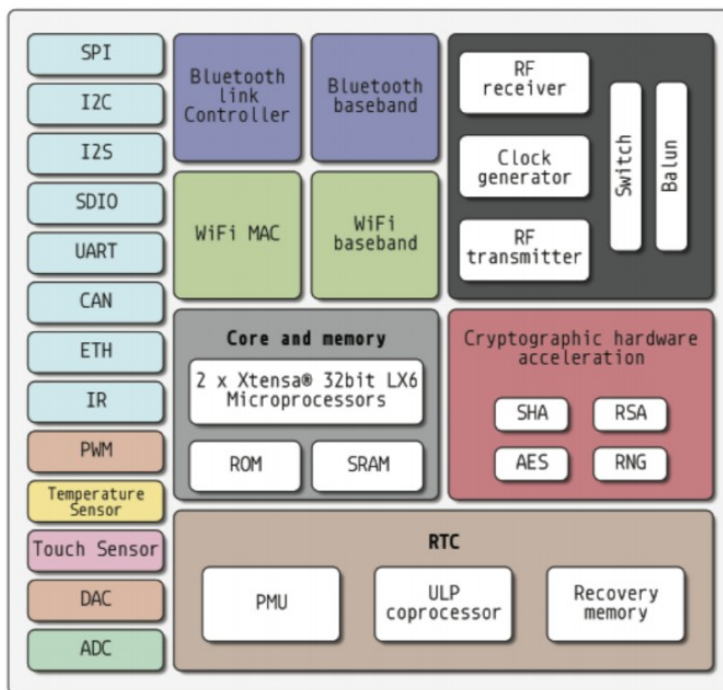 SPI
I2C
I2S
SDIO
UART
CAN
ETH
IR
PWM
Temperature
Sensor
Touch Sensor
DAC
ADC
Bluetooth
link
Controller
Bluetooth
baseband
WiFi MAC
WiFi
baseband
RF
receiver
Clock
generator
RF
transmitter
Switch
Balun
Core and memory
2 x Xtensa® 32bit LX6
Microprocessors
ROM
SRAM
Cryptographic hardware
acceleration
SHA
RSA
AES
RNG
RTC
PMU
ULP
coprocessor
Recovery
memory